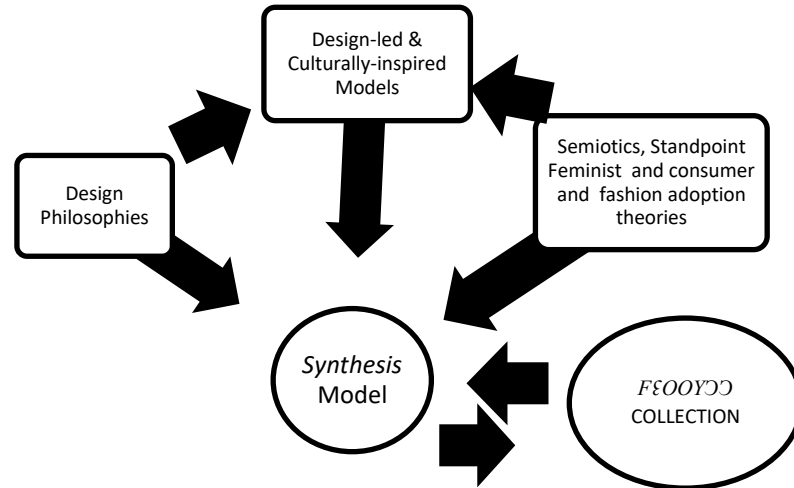 Design-led &
Culturally-inspired
Models
Design
Philosophies
Semiotics, Standpoint
Feminist and consumer
and fashion adoption
theories
Synthesis
Model
FƐOOYƆƆ
COLLECTION